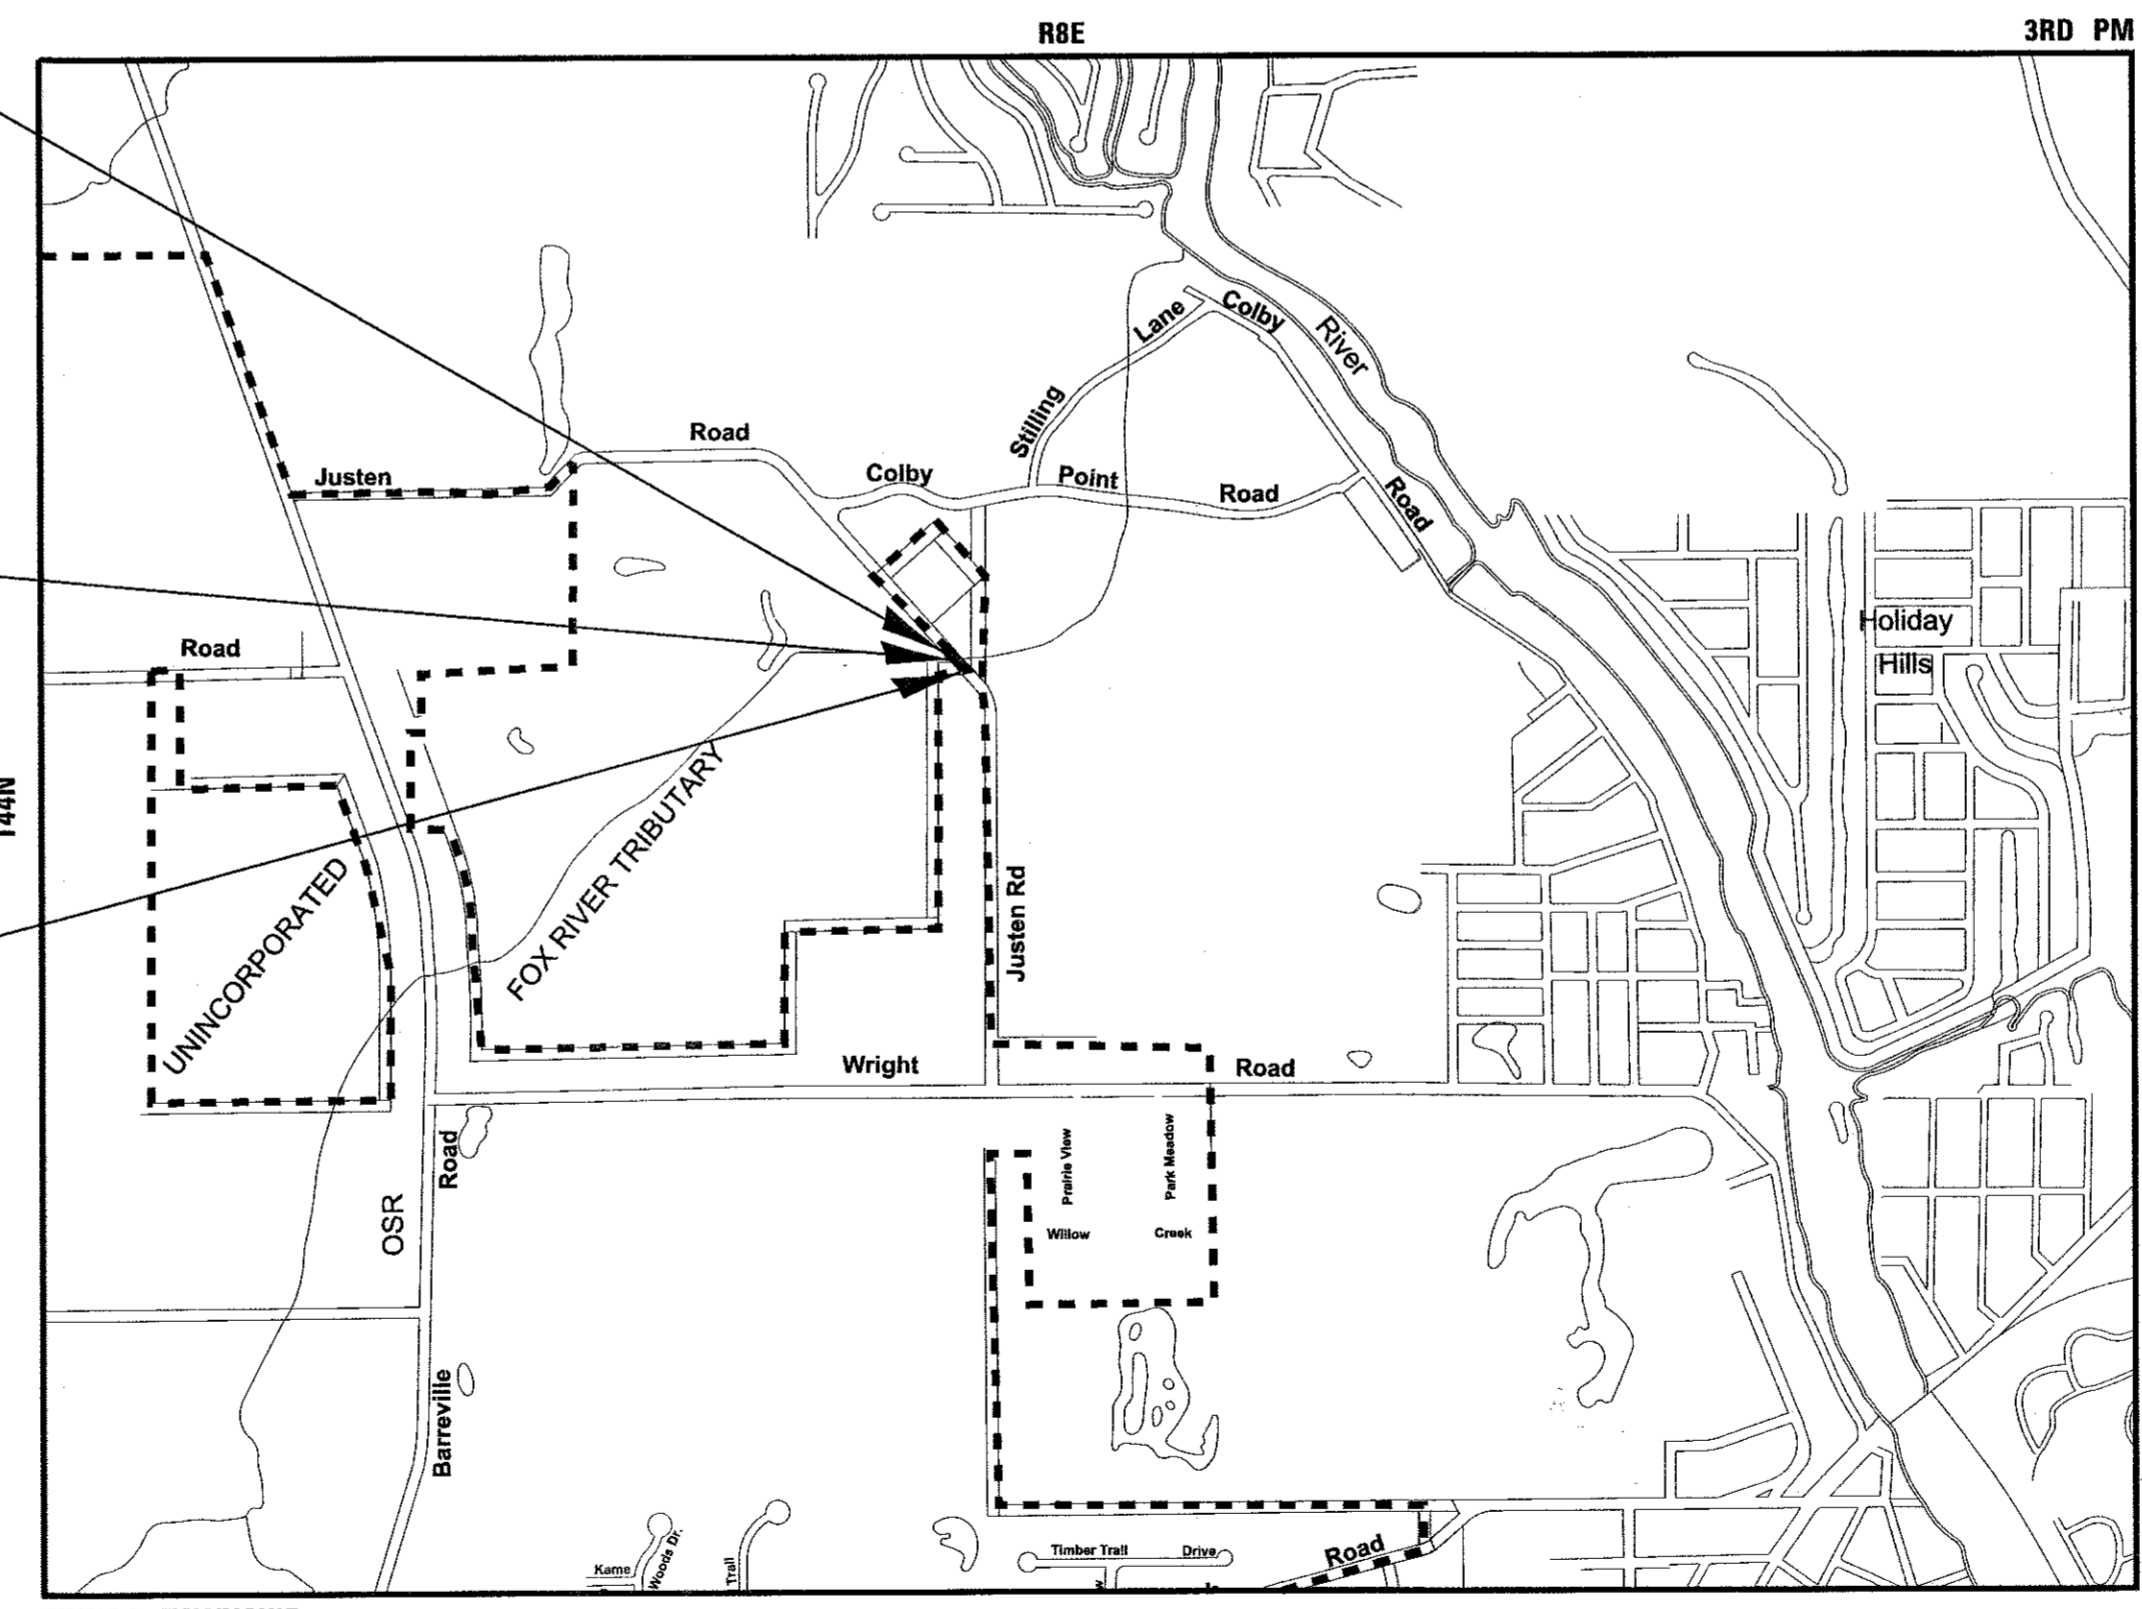 R8E
3RD PM
T44N
Lane
Colby
River
Stilling
Road
Justen
Colby
Point
Road
Road
Road
Holiday
Hills
FOX RIVER TRIBUTARY
UNINCORPORATED
Justen Rd
Wright
Road
Road
OSR
Prairie View
Park Meadow
Willow
Creek
Barreville
Kame
Woods Dr.
Trail
Timber Trail
Drive
Road